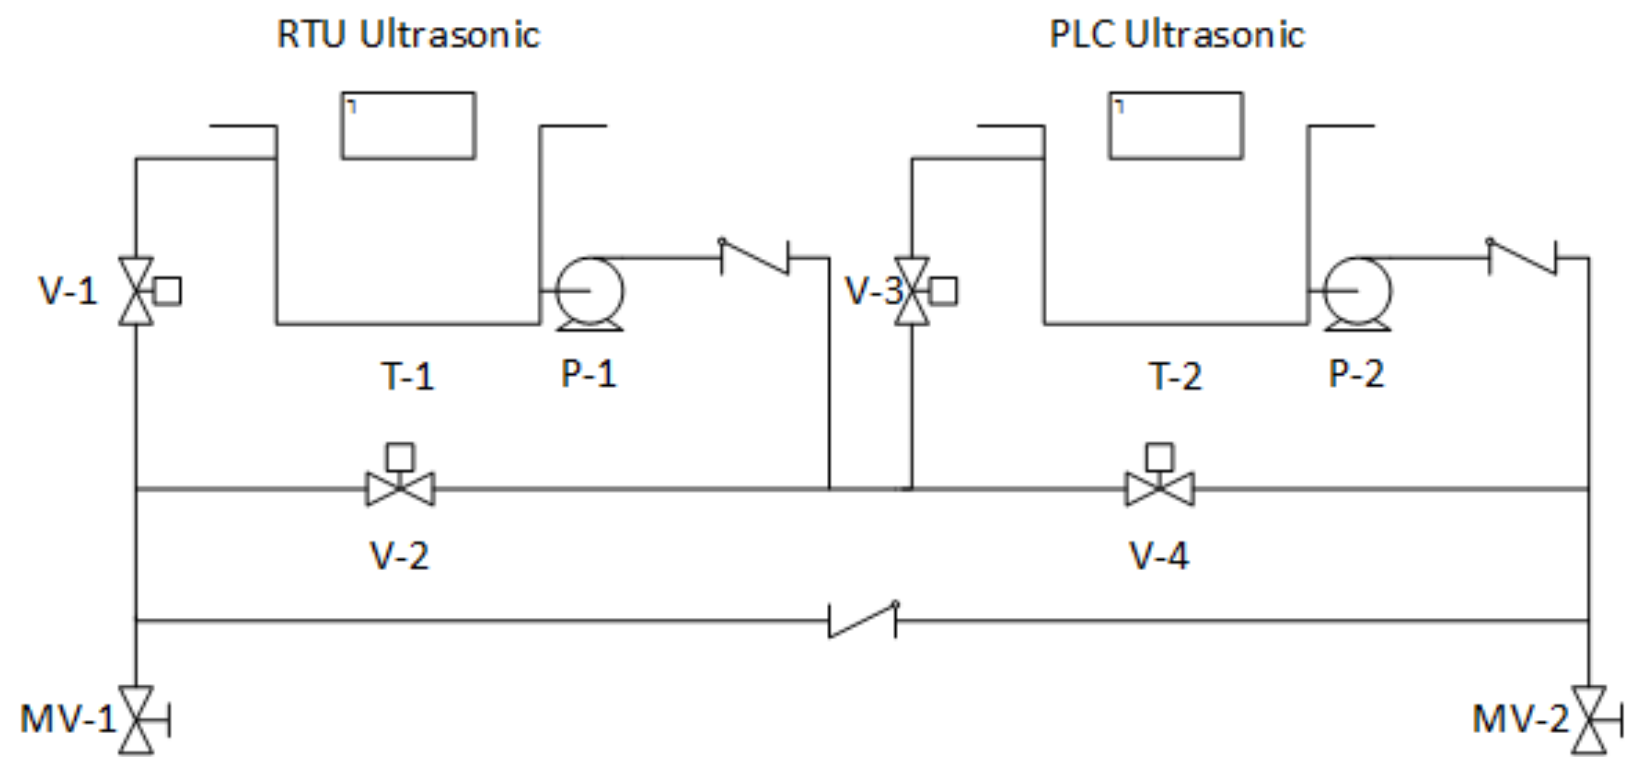 RTU Ultrasonic
PLC Ultrasonic
V-1
V-3
T-1
P-1
T-2
P-2
V-2
V-4
MV-1
MV-2